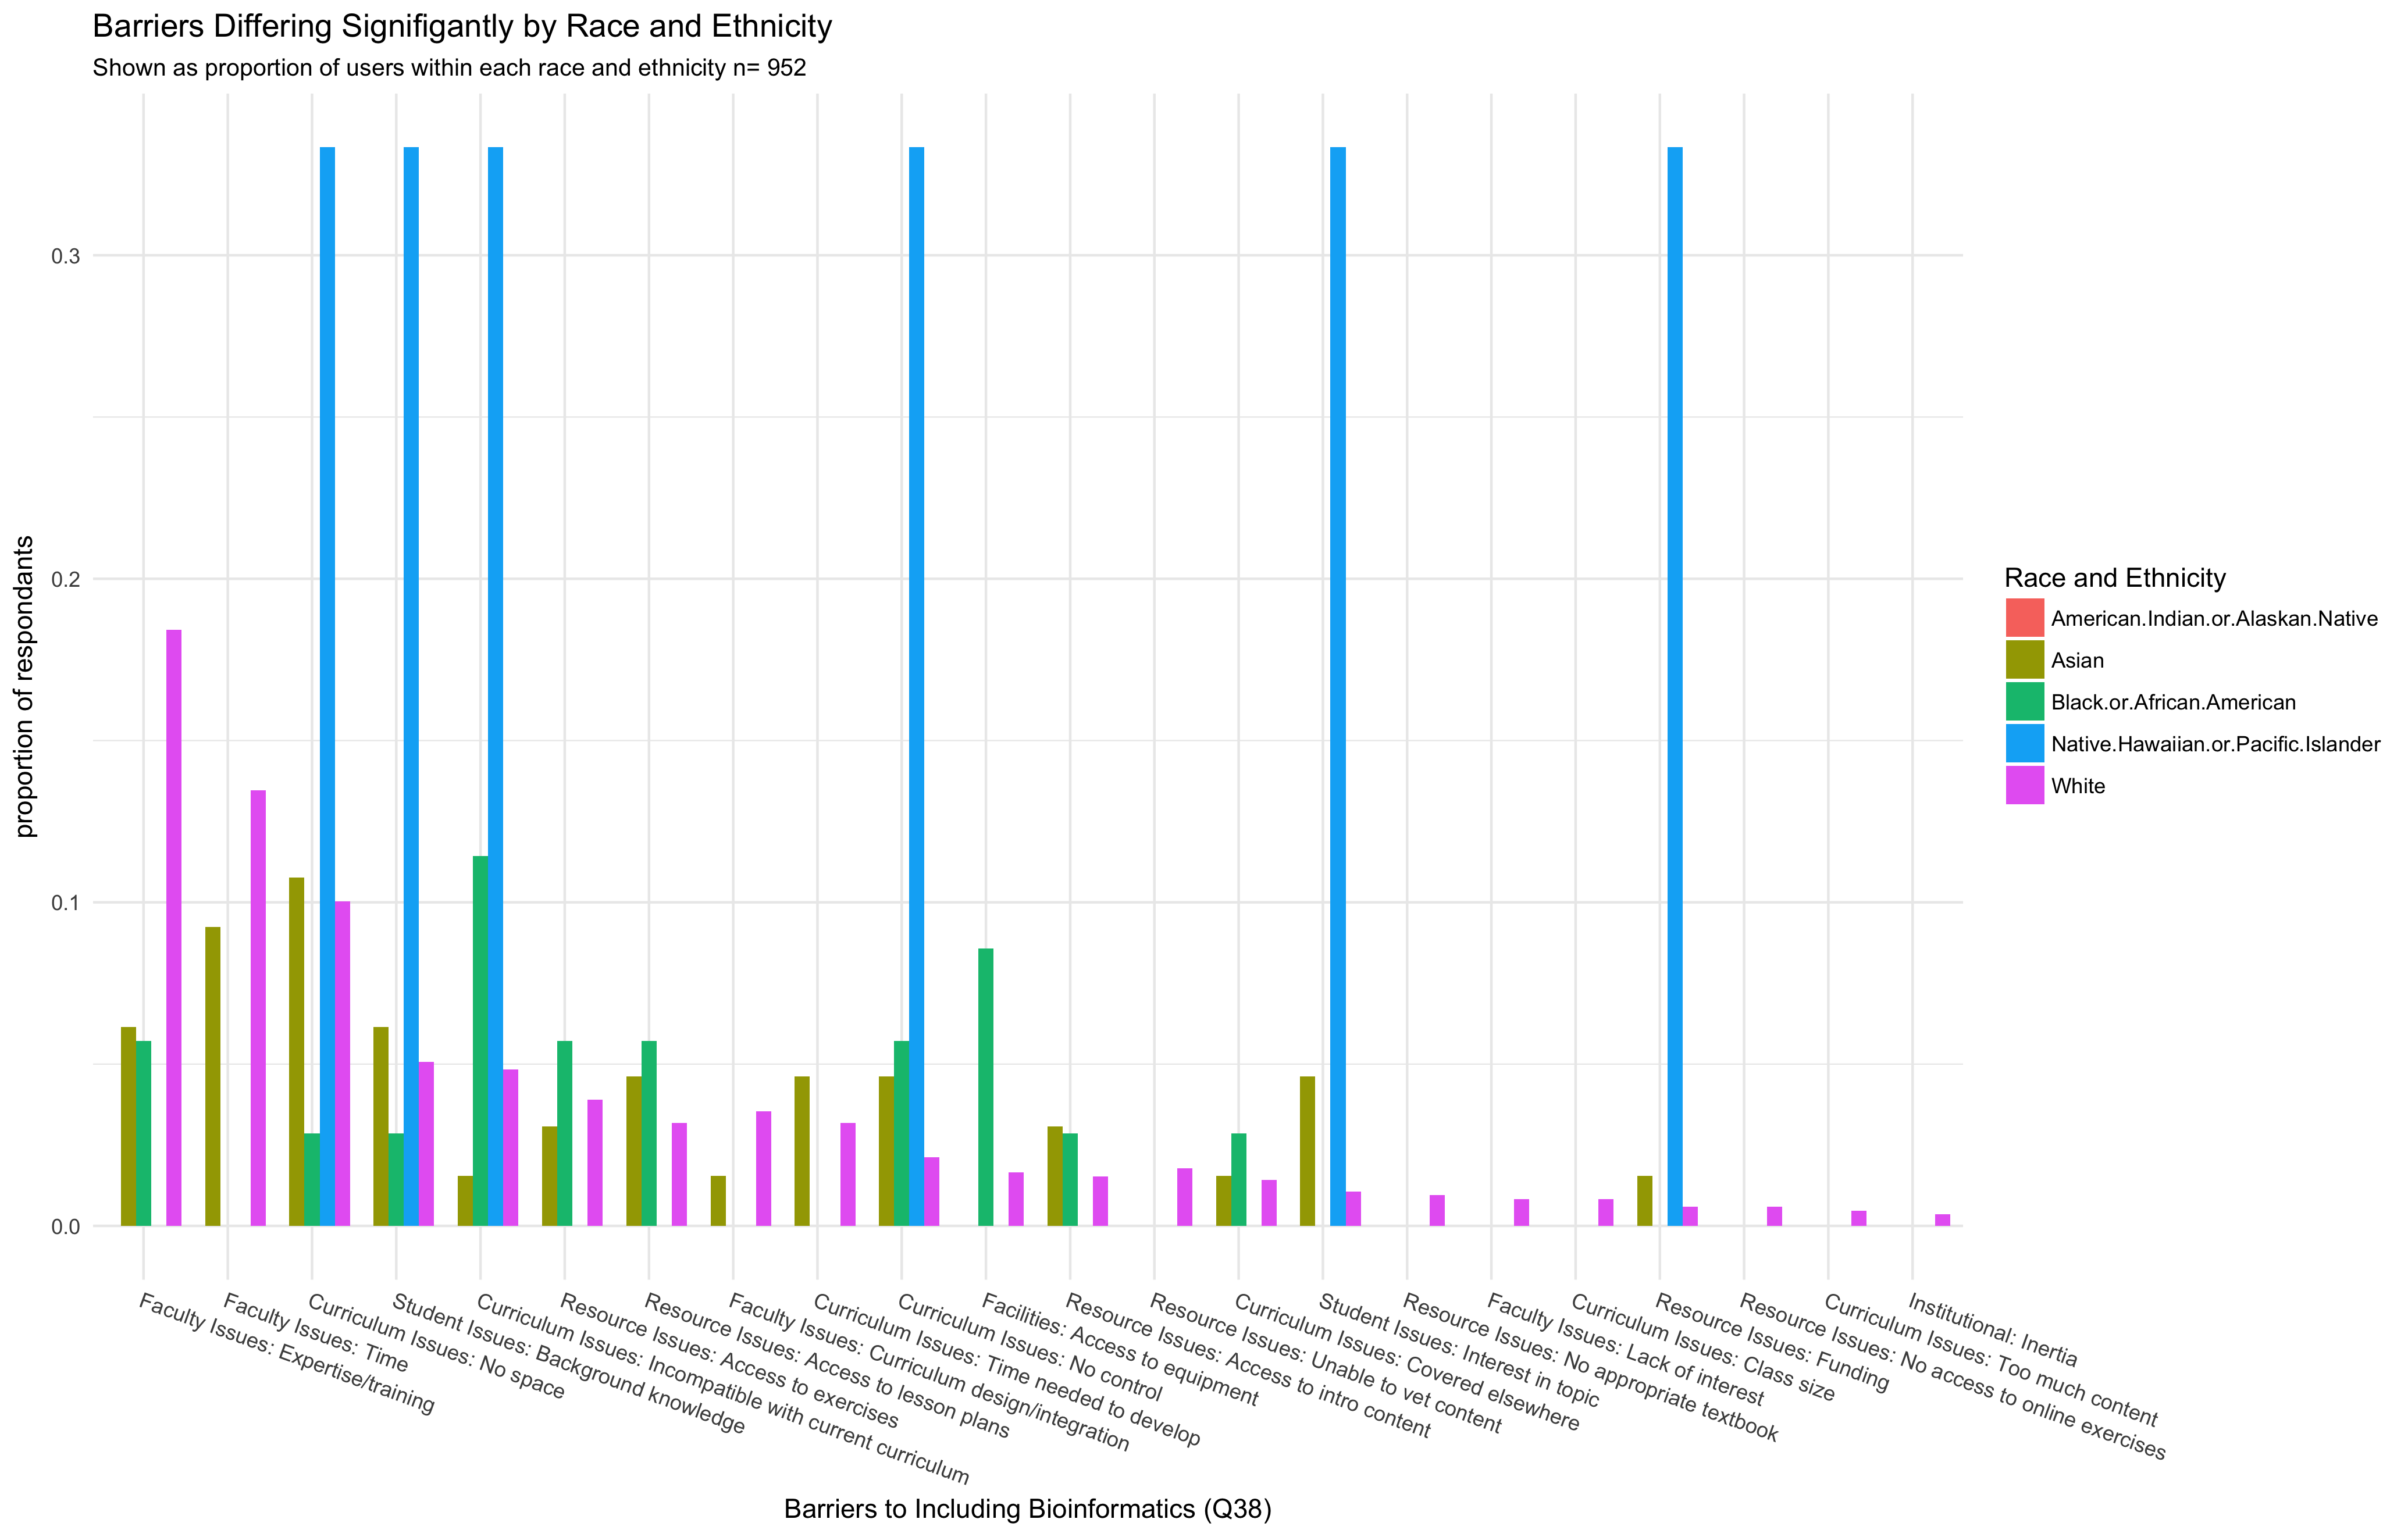 Barriers Differing Signifigantly by Race and Ethnicity
Shown as proportion of users within each race and ethnicity n= 952
proportion of respondants
0.3
0.2
0.1
0.0
Race and Ethnicity
American.Indian.or.Alaskan.Native
Asian
Black.or.African.American
Native.Hawaiian.or.Pacific.Islander
White
Faculty Issues: Expertise/training
Faculty Issues: Time
Curriculum Issues: No space
Student Issues: Background knowledge
Curriculum Issues: Incompatible with current curriculum
Resource Issues: Access to exercises
Resource Issues: Access to lesson plans
Faculty Issues: Curriculum design/integration
Curriculum Issues: Time needed to develop
Curriculum Issues: No control
Facilities: Access to equipment
Resource Issues: Access to intro content
Resource Issues: Unable to vet content
Curriculum Issues: Covered elsewhere
Student Issues: Interest in topic
Resource Issues: No appropriate textbook
Faculty Issues: Lack of interest
Curriculum Issues: Class size
Resource Issues: Funding
Resource Issues: No access to online exercises
Curriculum Issues: Too much content
Institutional: Inertia
Barriers to Including Bioinformatics (Q38)